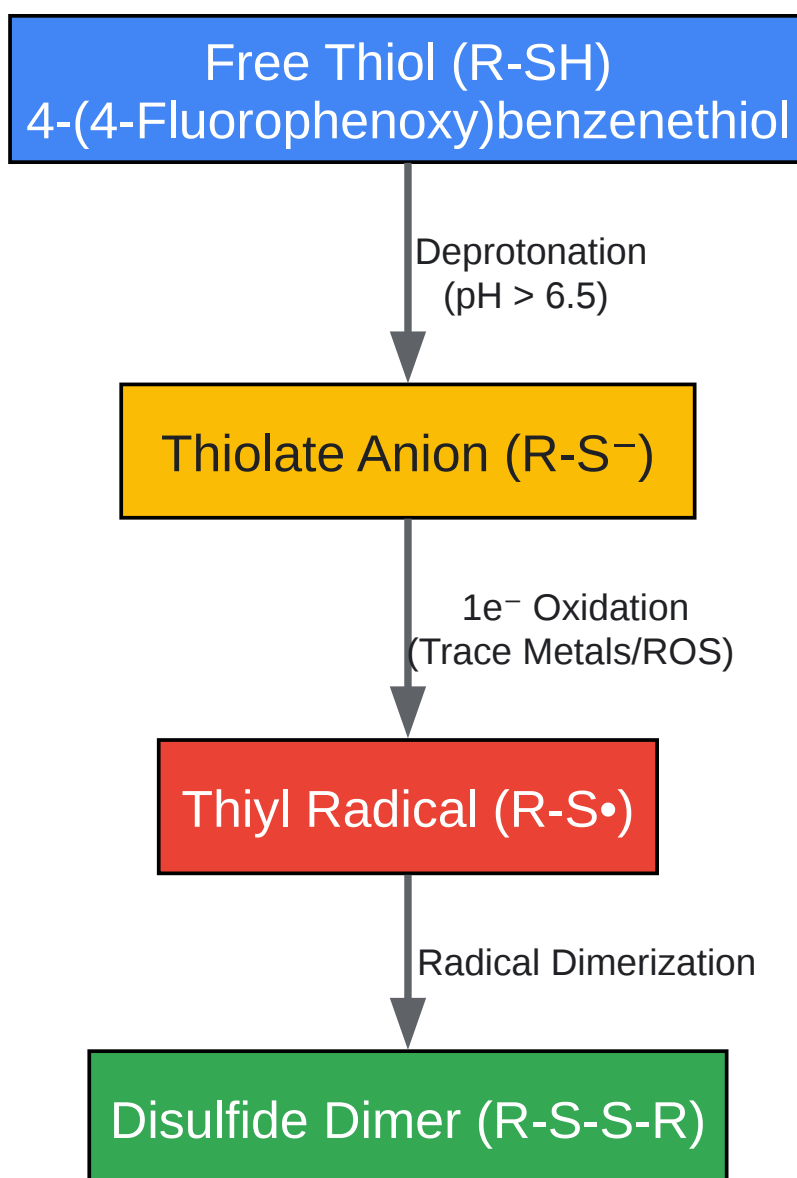 Free Thiol (R-SH)
4-(4-Fluorophenoxy)benzenethiol
Deprotonation
(pH > 6.5)
Thiolate Anion (R-S⁻)
1e⁻ Oxidation
(Trace Metals/ROS)
Thiyl Radical (R-S•)
Radical Dimerization
Disulfide Dimer (R-S-S-R)